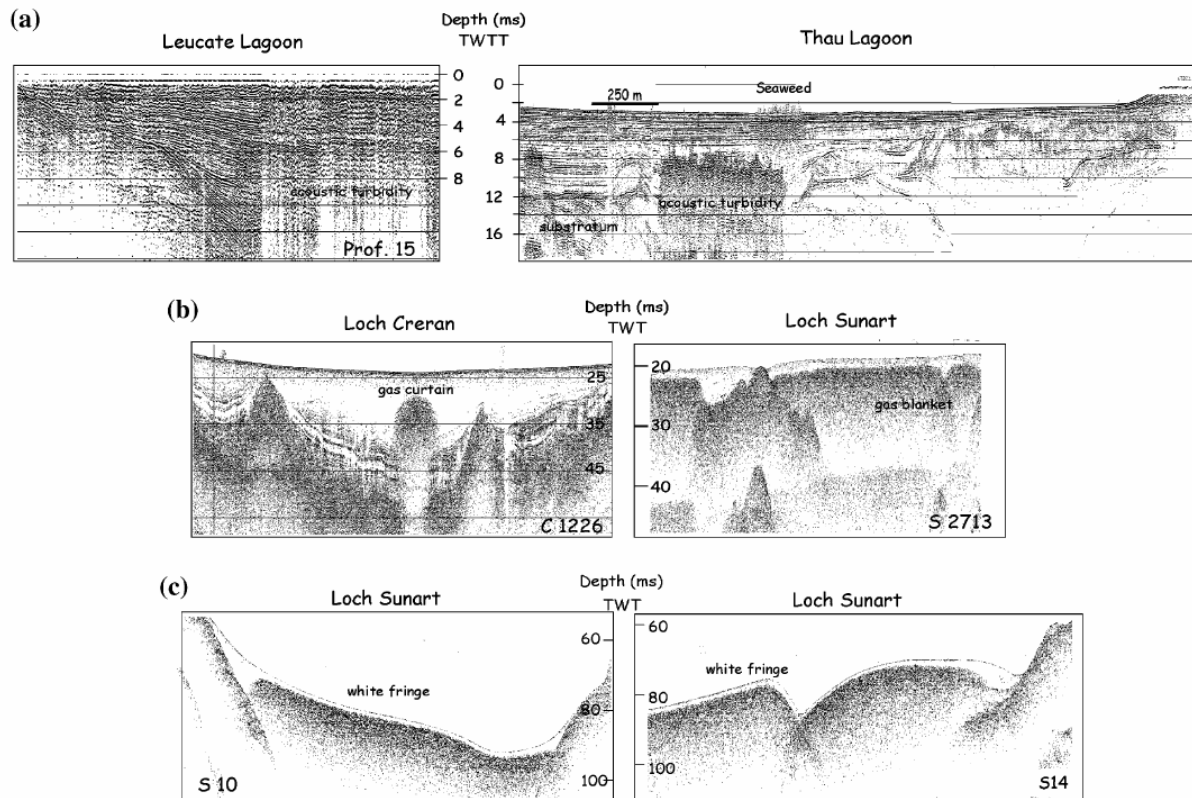 (a)
Leucate Lagoon
Depth (ms)
TWTT
Thau Lagoon
0
2
4
6
8
acoustic turbidity
Prof. 15
0
4
8
12
16
250 m
Seaweed
acoustic turbidity
substratum
(b)
Loch Creran
Depth (ms)
TWT
Loch Sunart
gas curtain
25
35
45
C 1226
20
30
40
gas blanket
S 2713
(c)
Loch Sunart
Depth (ms)
TWT
Loch Sunart
white fringe
60
80
100
S 10
60
80
100
white fringe
S14